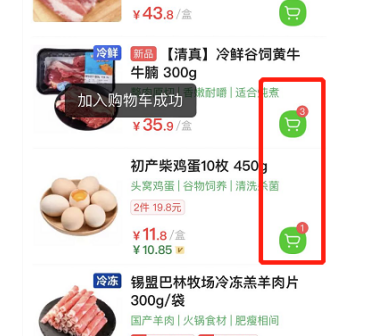 ¥43.8/盒
冷鲜
新品 【清真】冷鲜谷饲黄牛
牛腩 300g
加入购物车成功
嫩耐嚼 | 适合炖煮
¥35.9/盒
3
初产柴鸡蛋10枚 450g
头窝鸡蛋 | 谷物饲养 | 清洗杀菌
2件 19.8元
¥11.8/盒
¥10.85
1
冷冻
锡盟巴林牧场冷冻羔羊肉片
300g/袋
国产羊肉 | 火锅食材 | 肥瘦相间